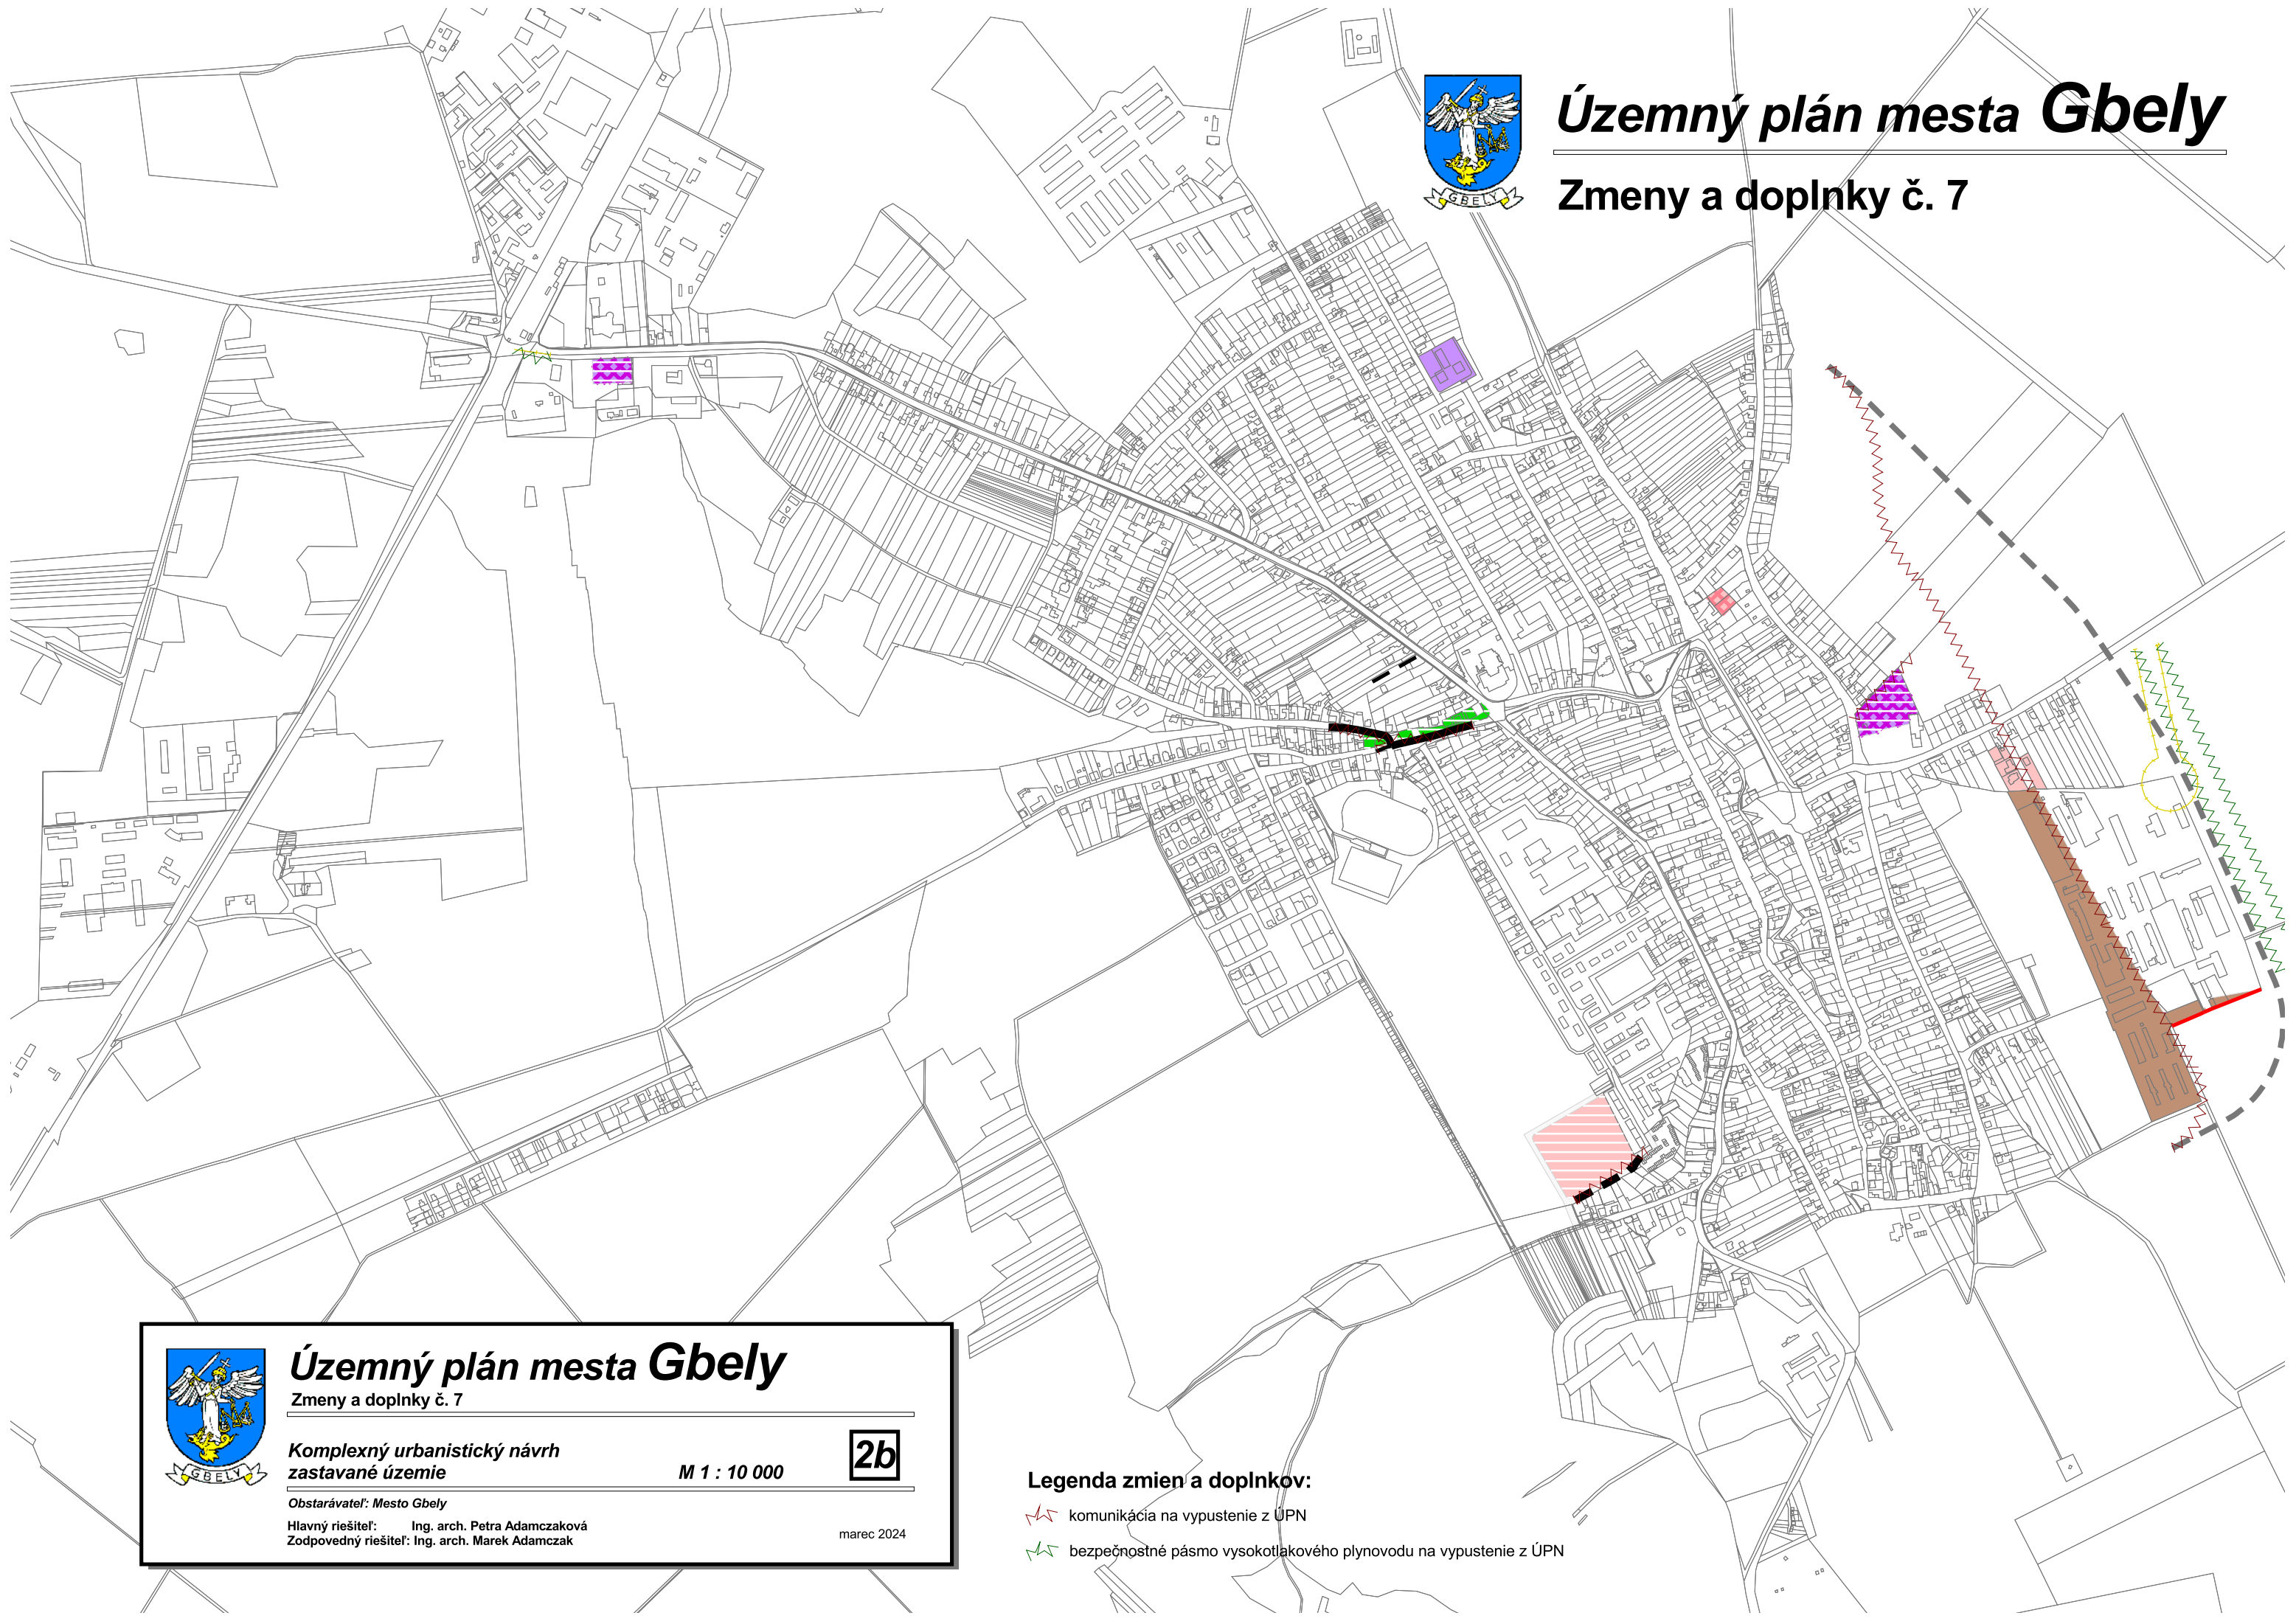 Územný plán mesta Gbely
Zmeny a doplnky č. 7
GBELY
Územný plán mesta Gbely
Zmeny a doplnky č. 7
GBELY
Komplexný urbanistický návrh
zastavané územie
M 1 : 10 000
2b
Obstarávateľ: Mesto Gbely
Hlavný riešiteľ: Ing. arch. Petra Adamczaková
Zodpovedný riešiteľ: Ing. arch. Marek Adamczak
marec 2024
Legenda zmien a doplnkov:
komunikácia na vypustenie z ÚPN
bezpečnostné pásmo vysokotlakového plynovodu na vypustenie z ÚPN